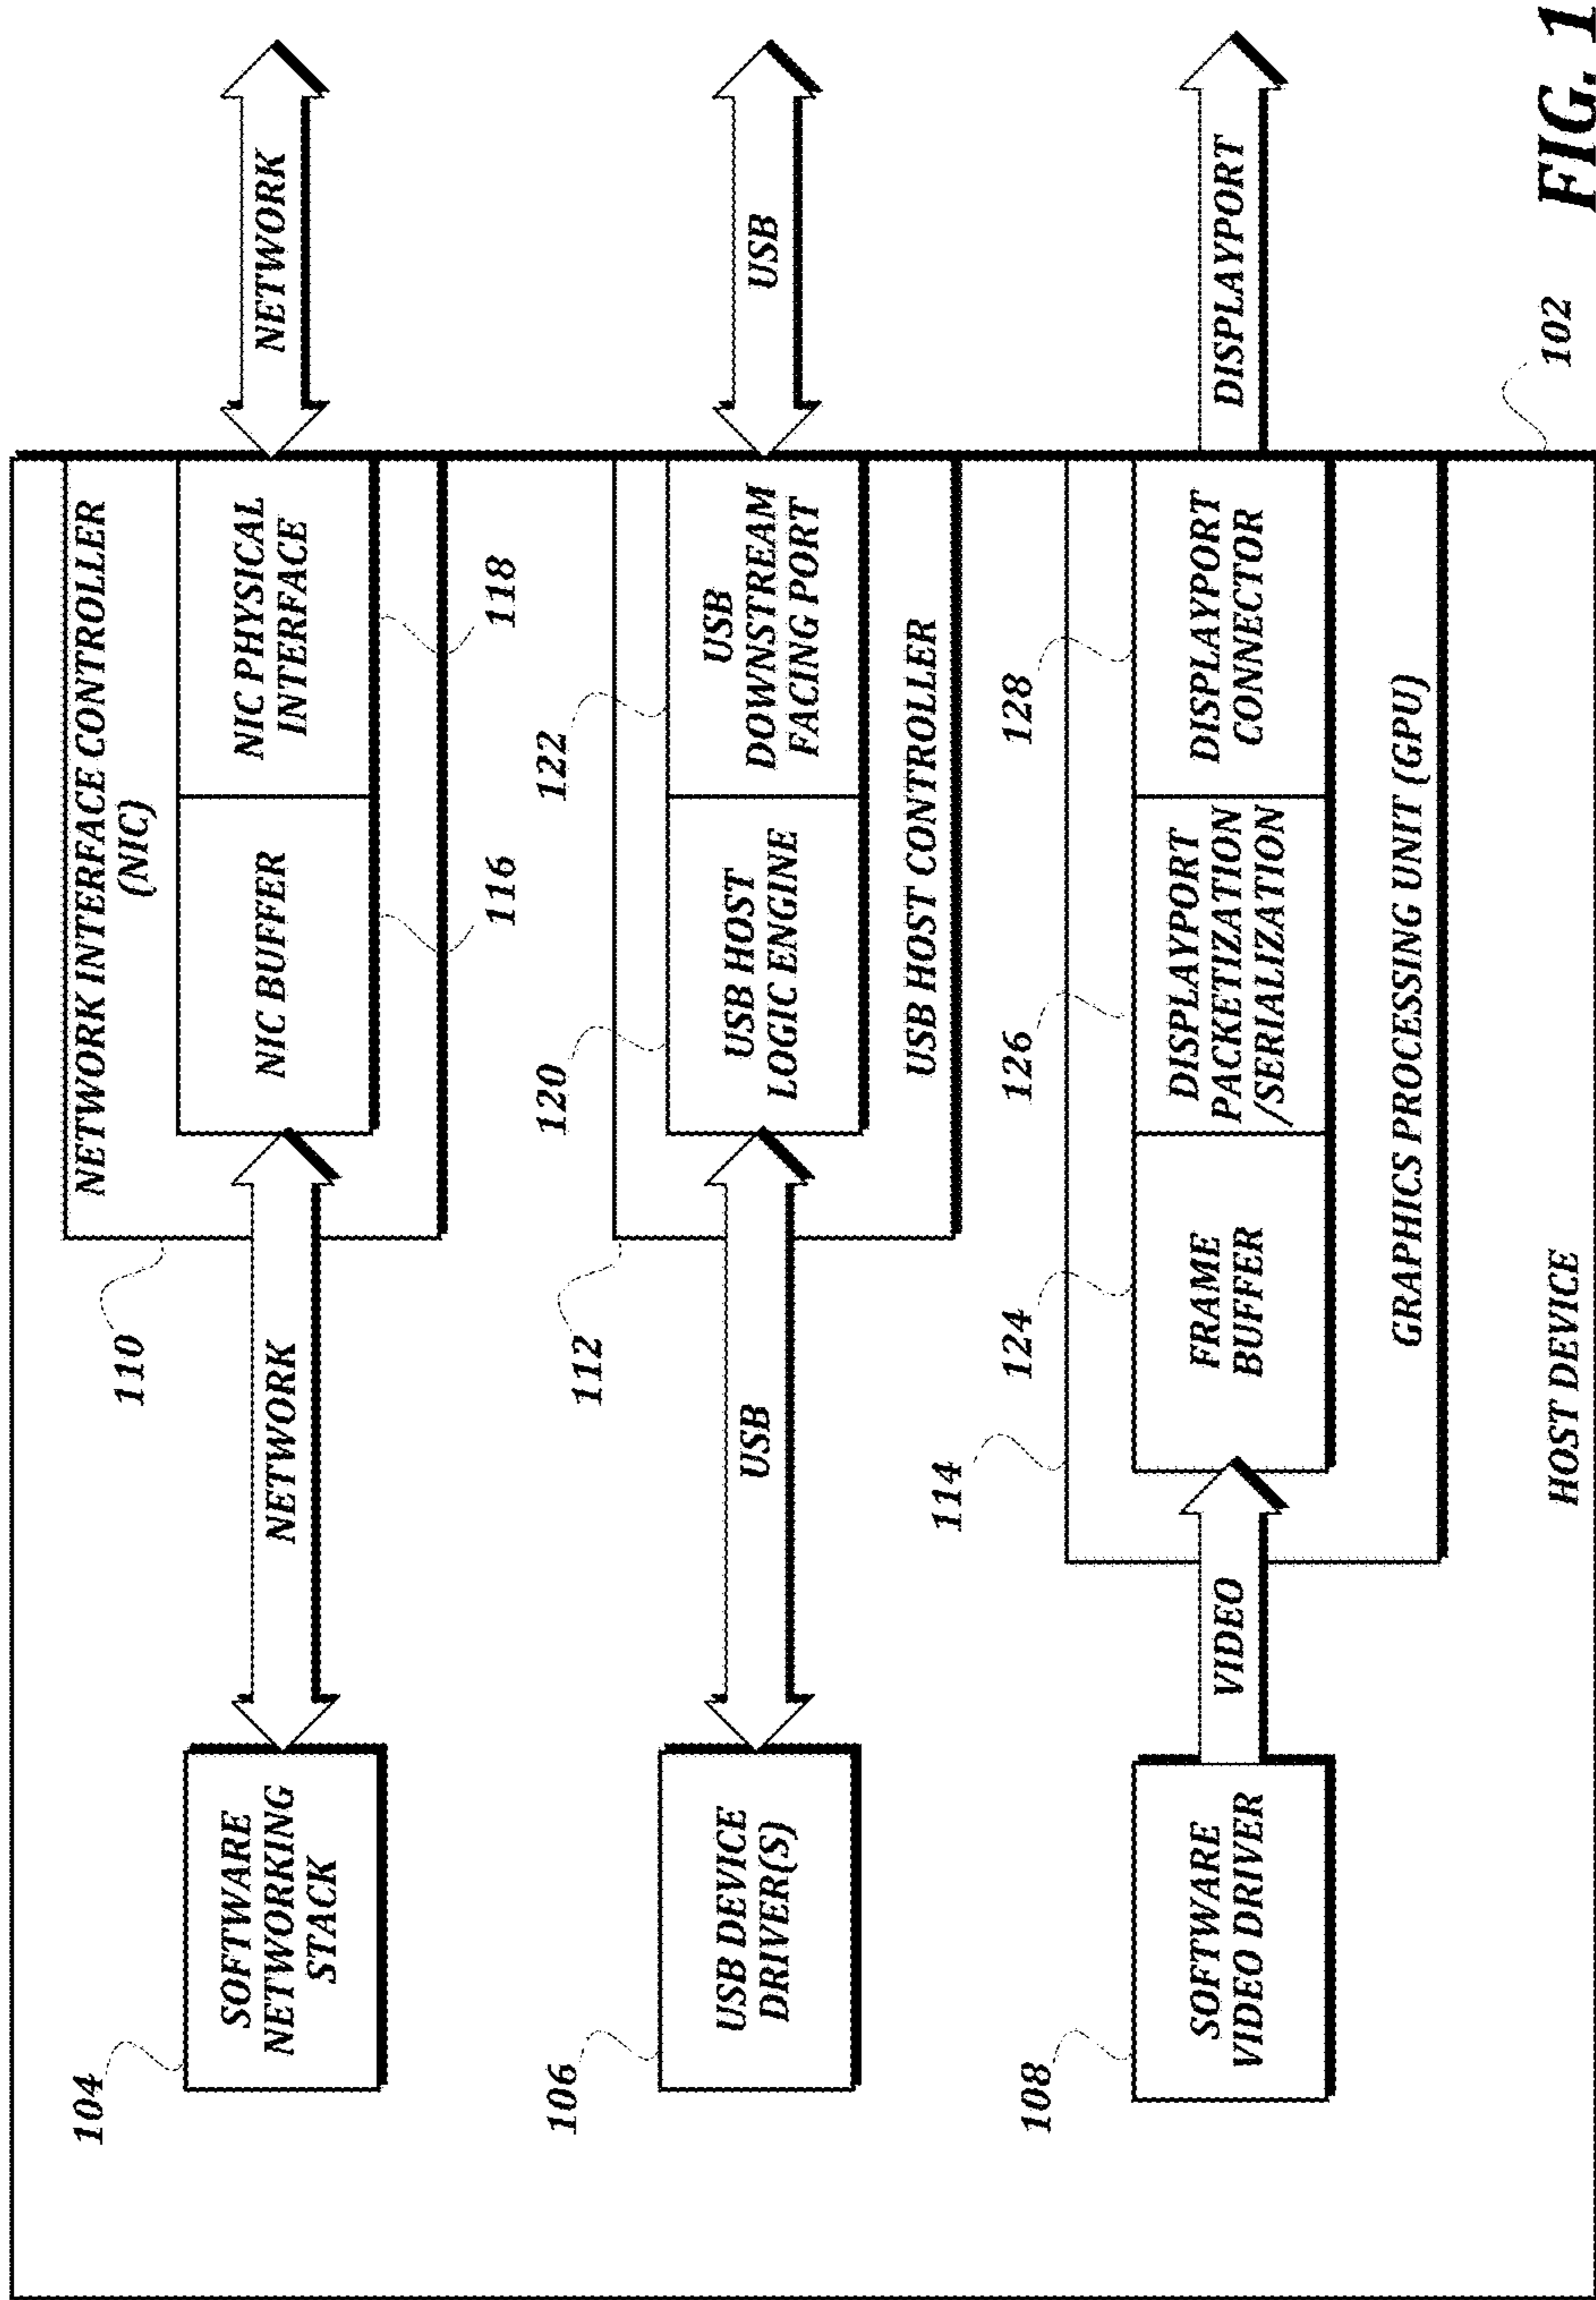 NETWORK INTERFACE CONTROLLER
(NIC)
104
SOFTWARE
NETWORKING
STACK
NETWORK
110
NIC BUFFER
NIC PHYSICAL
INTERFACE
NETWORK
116
118
106
USB DEVICE
DRIVER(S)
USB
112
120
USB HOST
LOGIC ENGINE
122
USB
DOWNSTREAM
FACING PORT
USB
USB HOST CONTROLLER
108
SOFTWARE
VIDEO DRIVER
VIDEO
114
124
FRAME
BUFFER
126
DISPLAYPORT
PACKETIZATION
/SERIALIZATION
128
DISPLAYPORT
CONNECTOR
DISPLAYPORT
GRAPHICS PROCESSING UNIT (GPU)
HOST DEVICE
102
FIG. 1